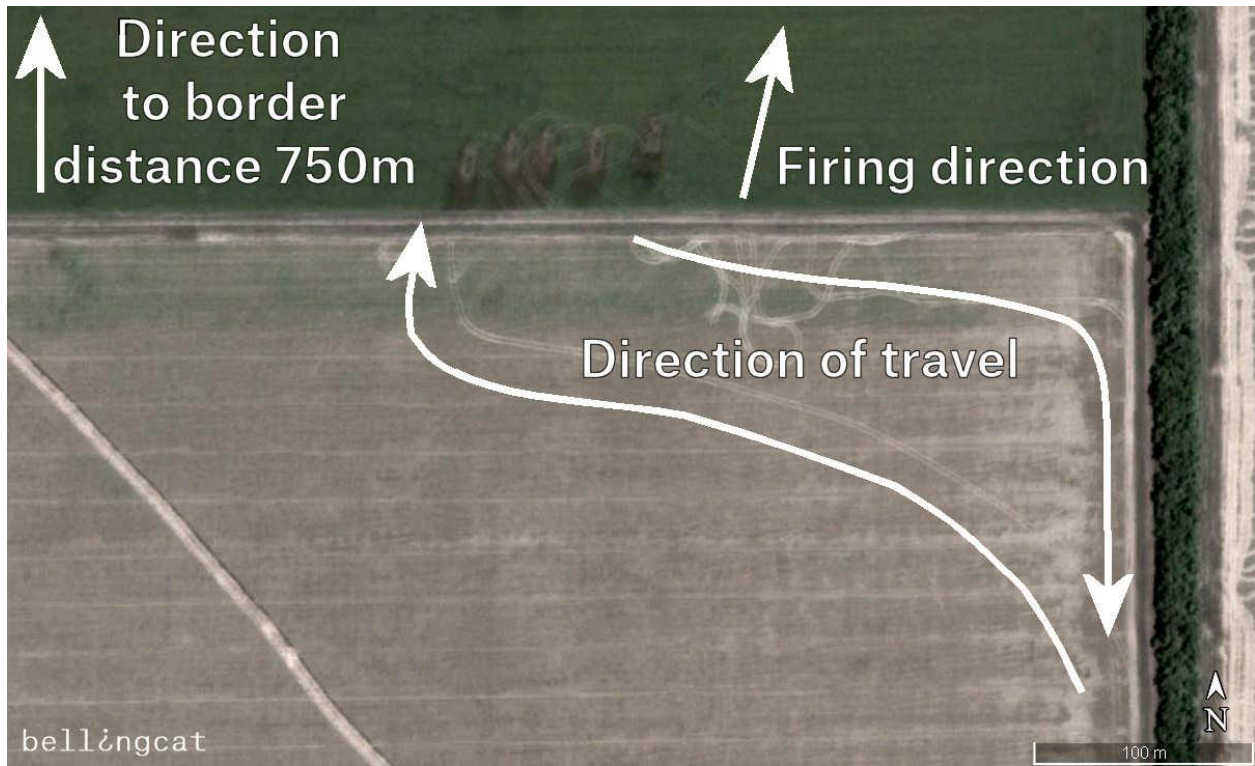 Direction
to border
distance 750m
Firing direction
Direction of travel
bell¿ngcat
N
100 m